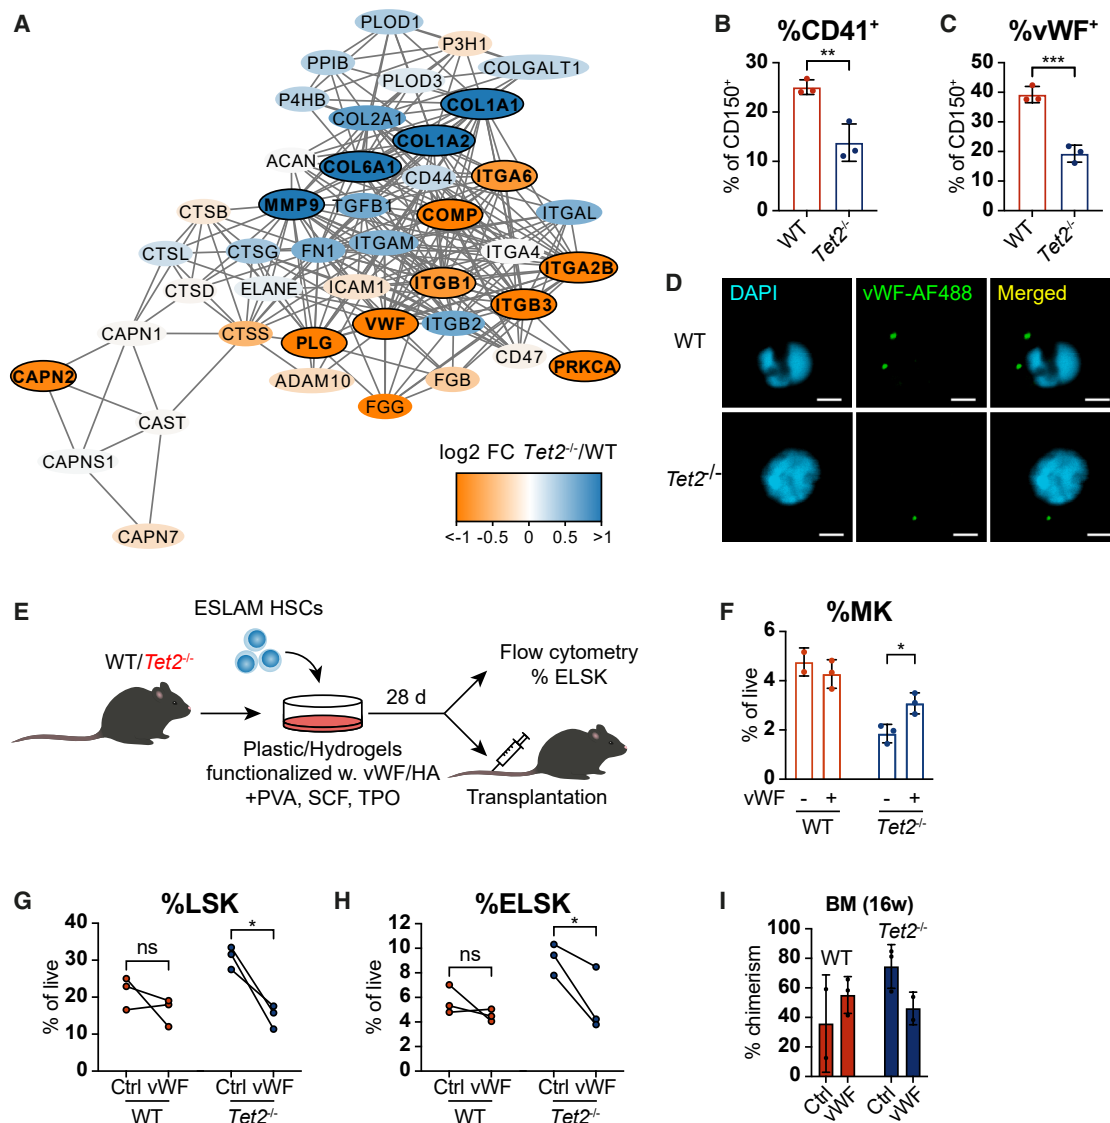 A
PLOD1
P3H1
PPIB
COLGALT1
PLOD3
P4HB
COL1A1
COL2A1
COL1A2
ACAN
COL6A1
CD44
ITGA6
MMP9
TGFB1
CTSB
COMP
ITGAL
CTSL
CTSG
FN1
ITGAM
ITGA4
ITGA2B
CTSD
ELANE
ICAM1
ITGB1
ITGB3
CAPN1
CTSS
PLG
VWF
ITGB2
CD47
PRKCA
CAPN2
ADAM10
FGB
FGG
CAST
CAPNS1
CAPN7
log2 FC Tet2-/-/WT
<-1 -0.5 0 0.5 >1
B
%CD41+
**
% of CD150+
30
20
10
0
WT
Tet2-/-
C
%vWF+
***
% of CD150+
50
40
30
20
10
0
WT
Tet2-/-
D
DAPI
vWF-AF488
Merged
WT
Tet2-/-
E
ESLAM HSCs
WT/Tet2-/-
28 d
Flow cytometry
% ELSK
Plastic/Hydrogels
functionalized w. vWF/HA
+PVA, SCF, TPO
Transplantation
F
%MK
*
% of live
6
4
2
0
vWF - + - +
WT Tet2-/-
G
%LSK
ns
*
% of live
40
30
20
10
0
Ctrl vWF Ctrl vWF
WT Tet2-/-
H
%ELSK
ns
*
% of live
12
10
8
6
4
2
0
Ctrl vWF Ctrl vWF
WT Tet2-/-
I
BM (16w)
Tet2-/-
WT
% chimerism
100
80
60
40
20
0
Ctrl
vWF
Ctrl
vWF